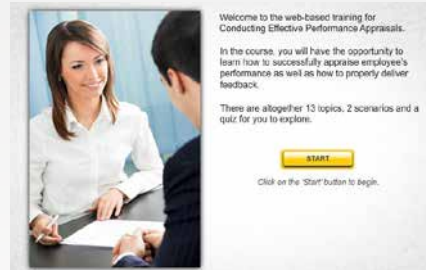 Welcome to the web-based training for
Conducting Effective Performance Appraisals.
In the course, you will have the opportunity to
learn how to successfully appraise employee's
performance as well as how to properly deliver
feedback.
There are altogether 13 topics, 2 scenarios and a
quiz for you to explore.
START
Click on the 'Start' button to begin.